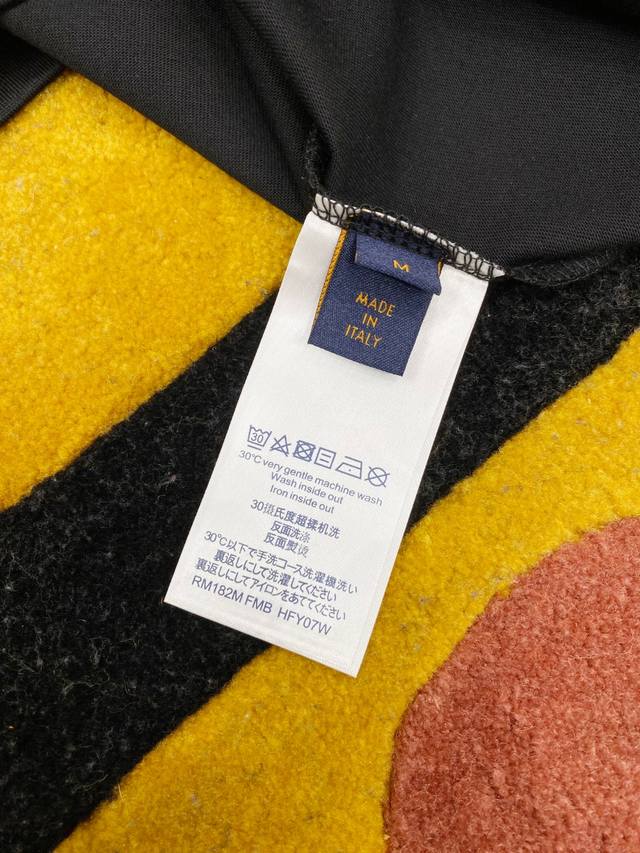 M
MADE
IN
ITALY
30
30℃ very gentle machine wash
Wash inside out
Iron inside out
30摄氏度超揉机洗
反面洗涤
反面熨烫
30℃以下で手洗コース洗濯機洗い
裏返しにして洗濯してください
裏返しにしてアイロンをあててください
RM182M FMB HFY07W